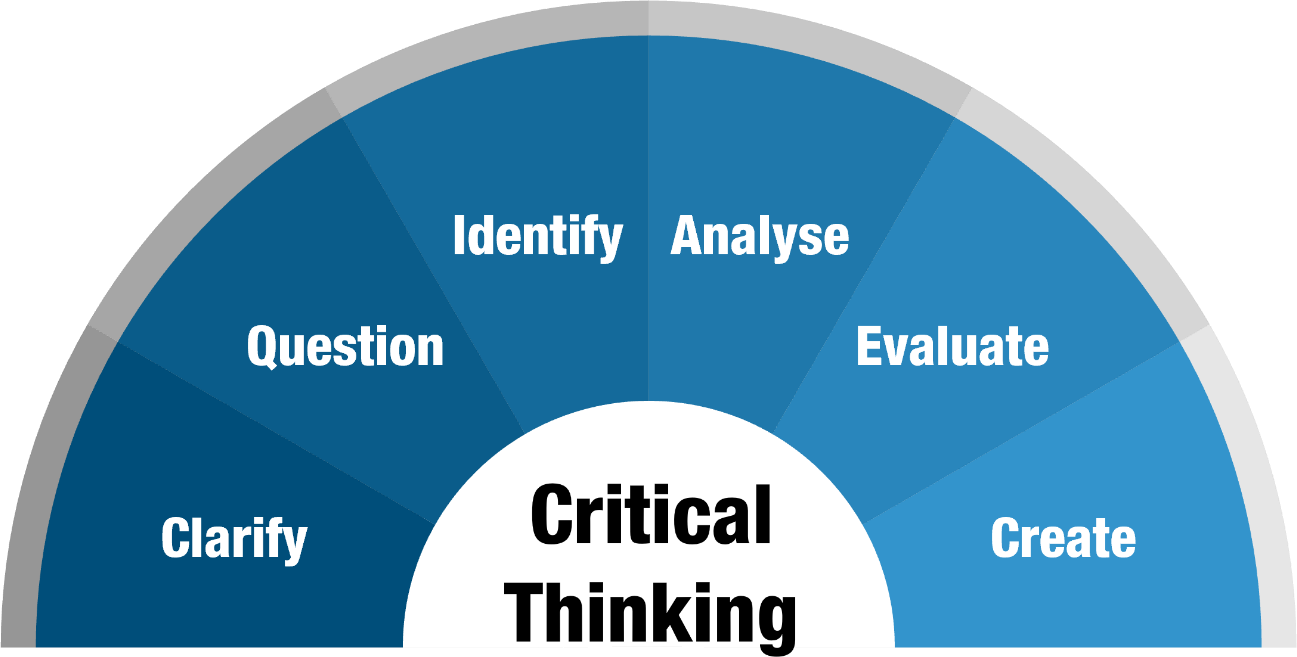 Clarify
Question
Identify
Analyse
Evaluate
Create
Critical
Thinking